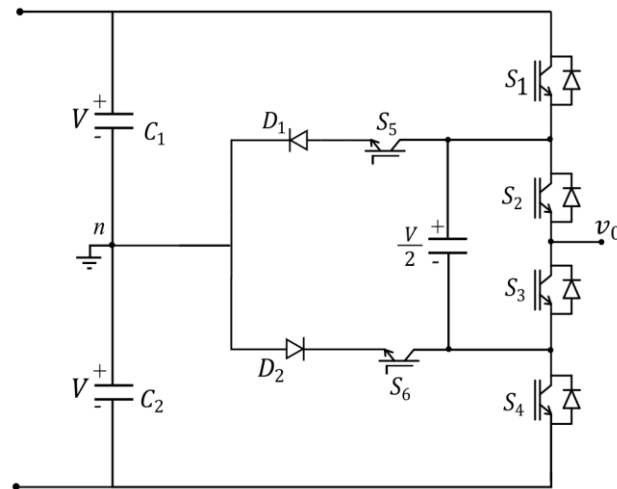 S1
V + - C1
D1
S5
S2
n
V/2 + -
v0
S3
V + - C2
D2
S6
S4